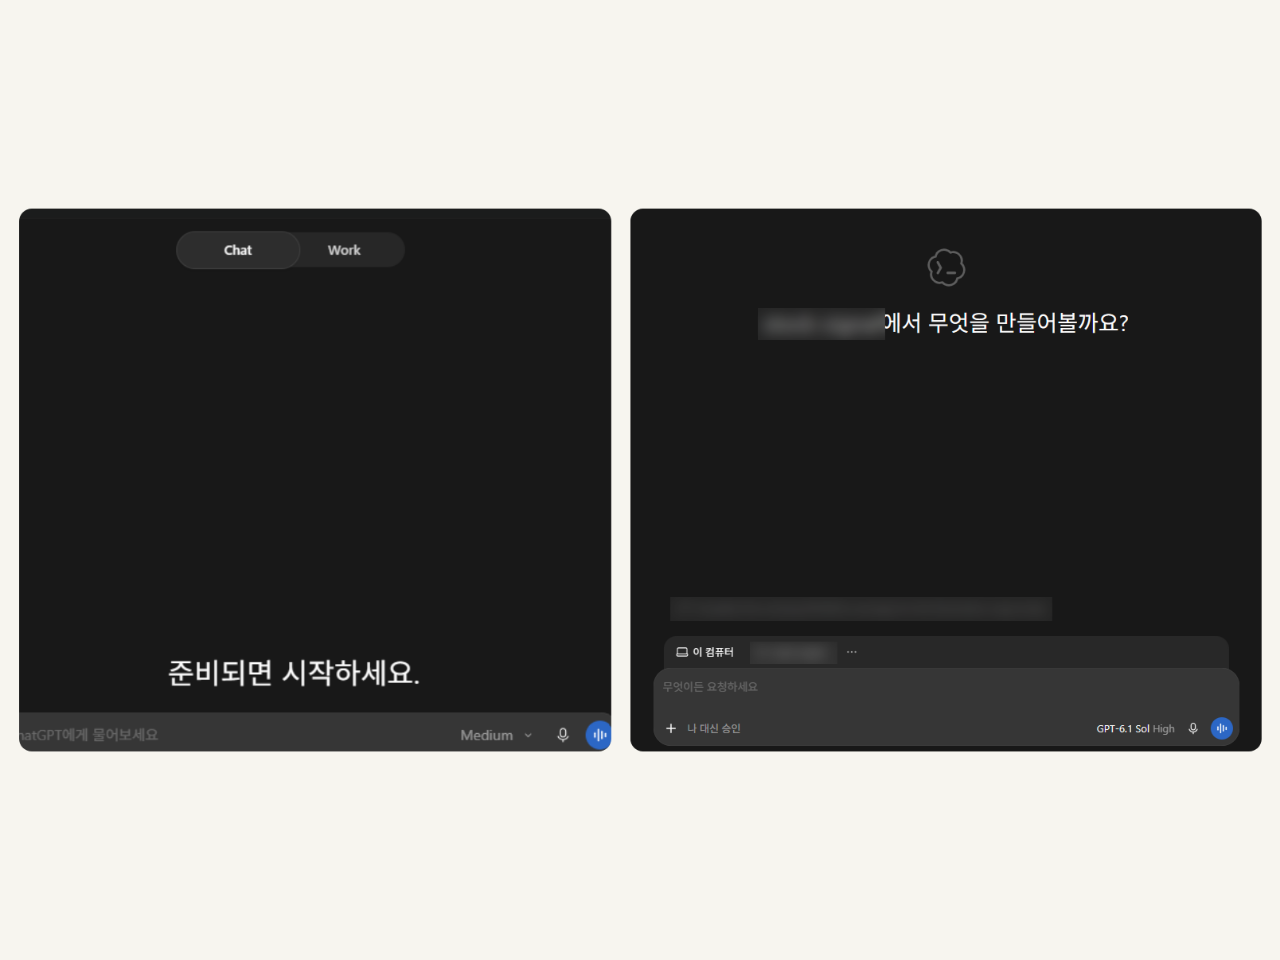 Chat Work
준비되면 시작하세요.
hatGPT에게 물어보세요 Medium
에서 무엇을 만들어볼까요?
이 컴퓨터 ...
무엇이든 요청하세요
+ 나 대신 승인 GPT-6.1 Sol High